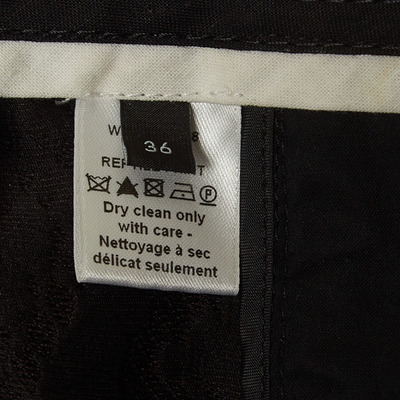 36
Dry clean only
with care -
Nettoyage à sec
délicat seulement